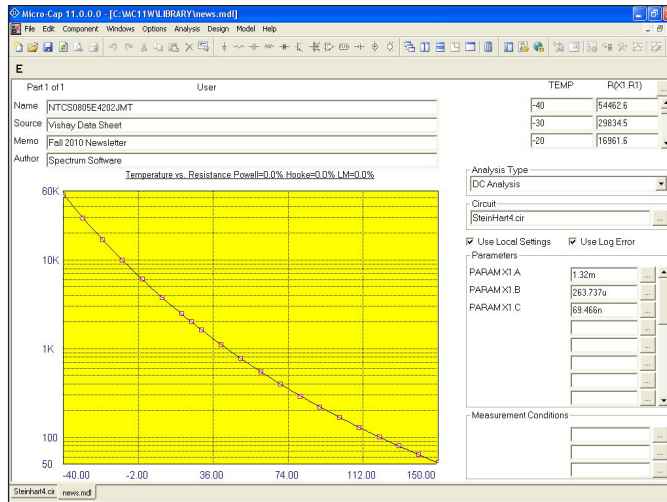 Micro-Cap 11.0.0.0 - [C:\MC11W\LIBRARY\news.mdl]
File Edit Component Windows Options Analysis Design Model Help
E
Part 1 of 1 User
TEMP R(X1.R1)
Name NTCS0805E4202JMT
-40 54462.6
Source Vishay Data Sheet
-30 29834.5
Memo Fall 2010 Newsletter
-20 16961.6
Author Spectrum Software
Temperature vs. Resistance Powell=0.0% Hooke=0.0% LM=0.0%
60K
10K
1K
100
50
-40.00 -2.00 36.00 74.00 112.00 150.00
Analysis Type
DC Analysis
Circuit
SteinHart4.cir ...
Use Local Settings Use Log Error
Parameters
PARAM X1.A 1.32m ...
PARAM X1.B 263.737u ...
PARAM X1.C 69.466n ...
Measurement Conditions
Steinhart4.cir news.mdl